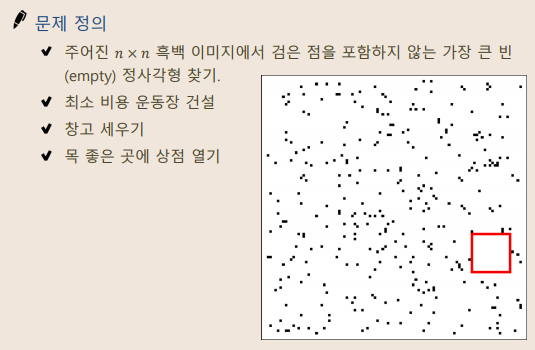 문제 정의
주어진 n × n 흑백 이미지에서 검은 점을 포함하지 않는 가장 큰 빈
(empty) 정사각형 찾기.
최소 비용 운동장 건설
창고 세우기
목 좋은 곳에 상점 열기